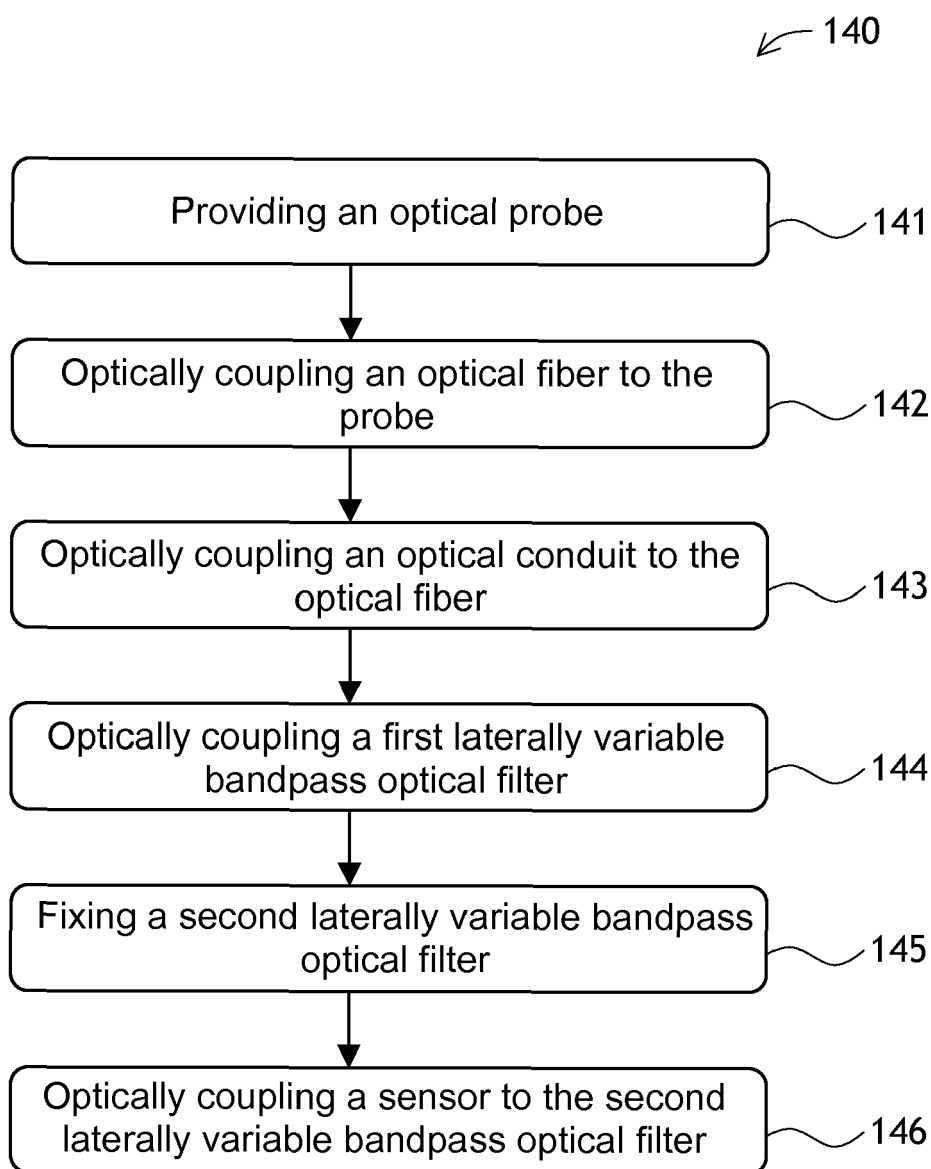 140
Providing an optical probe
141
Optically coupling an optical fiber to the
probe
142
Optically coupling an optical conduit to the
optical fiber
143
Optically coupling a first laterally variable
bandpass optical filter
144
Fixing a second laterally variable bandpass
optical filter
145
Optically coupling a sensor to the second
laterally variable bandpass optical filter
146